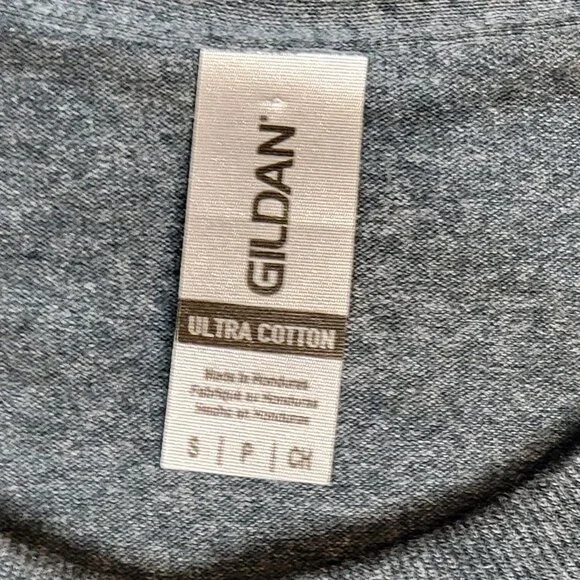 GILDAN
ULTRA COTTON
Made in Honduras
Fabriqué au Honduras
Hecho en Honduras
S | P | CH